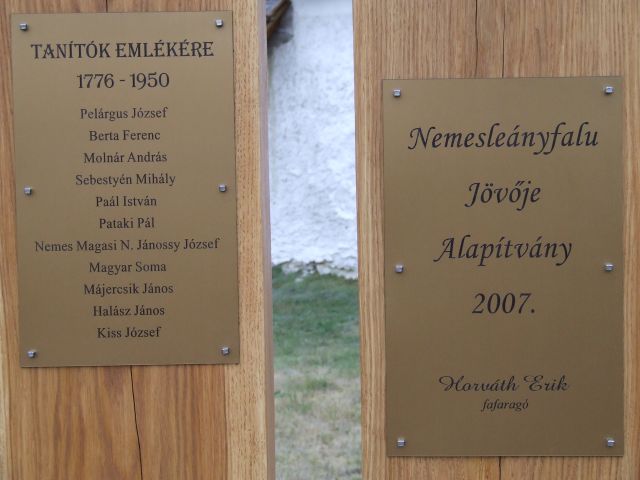 TANÍTÓK EMLÉKÉRE
1776 - 1950
Pelárgus József
Berta Ferenc
Molnár András
Sebestyén Mihály
Paál István
Pataki Pál
Nemes Magasi N. Jánossy József
Magyar Soma
Májercsik János
Halász János
Kiss József
Nemesleányfalu
Jövője
Alapítvány
2007.
Horváth Erik
fafaragó